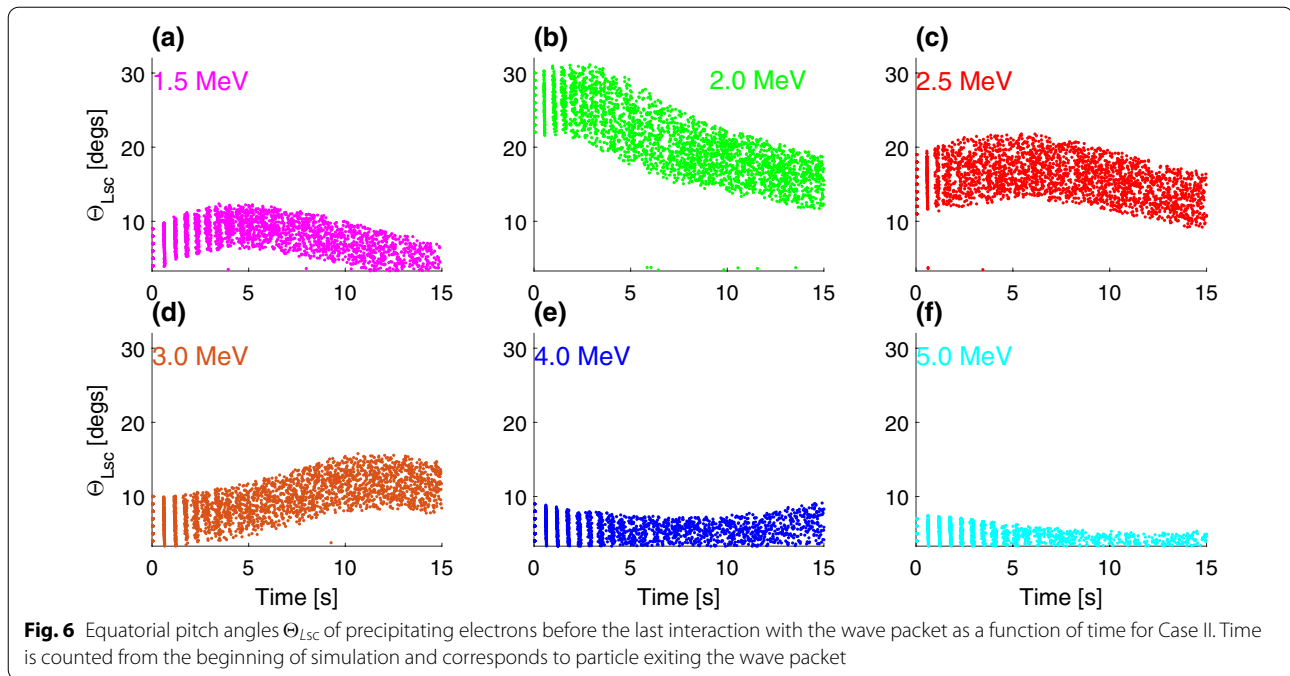 (a) (b) (c)
30 1.5 MeV 30 2.0 MeV 30 2.5 MeV
Θ_Lsc [degs]
20 20 20
10 10 10
0 5 10 15 0 5 10 15 0 5 10 15
(d) (e) (f)
30 3.0 MeV 30 4.0 MeV 30 5.0 MeV
Θ_Lsc [degs]
20 20 20
10 10 10
0 5 10 15 0 5 10 15 0 5 10 15
Time [s] Time [s] Time [s]
Fig. 6 Equatorial pitch angles Θ_Lsc of precipitating electrons before the last interaction with the wave packet as a function of time for Case II. Time
is counted from the beginning of simulation and corresponds to particle exiting the wave packet